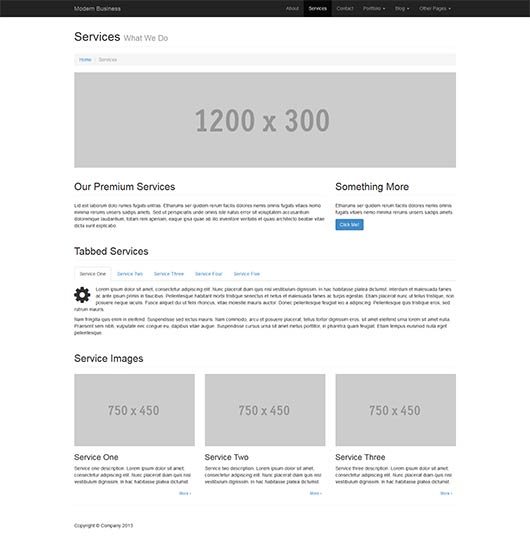 Modern Business
About Services Contact Portfolio Blog Other Pages
Services What We Do
Home / Services
1200 x 300
Our Premium Services
Something More
Lid est laborum dolo rumes fugats untras. Etharums ser quidem rerum facilis dolores nemis omnis fugats vitaes nemo
minima rerums unsers sadips amets. Sed ut perspiciatis unde omnis iste natus error sit voluptatem accusantium
doloremque laudantium, totam rem aperiam, eaque ipsa quae ab illo inventore veritatis et quasi architecto beatae vitae
dicta sunt explicabo.
Etharums ser quidem rerum facilis dolores nemis omnis
fugats vitaes nemo minima rerums unsers sadips amets.
Click Me!
Tabbed Services
Service One Service Two Service Three Service Four Service Five
Lorem ipsum dolor sit amet, consectetur adipiscing elit. Nunc placerat diam quis nisl vestibulum dignissim. In hac habitasse platea dictumst. Interdum et malesuada fames
ac ante ipsum primis in faucibus. Pellentesque habitant morbi tristique senectus et netus et malesuada fames ac turpis egestas. Etiam placerat nunc ut tellus tristique, non
posuere neque iaculis. Fusce aliquet dui ut felis rhoncus, vitae molestie mauris auctor. Donec pellentesque feugiat leo a adipiscing. Pellentesque quis tristique eros, sed
rutrum mauris.
Nam fringilla quis enim in eleifend. Suspendisse sed lectus mauris. Nam commodo, arcu et posuere placerat, tellus tortor dignissim eros, sit amet eleifend urna lorem sit amet nulla.
Praesent sem nibh, vulputate nec congue eu, dapibus vitae augue. Suspendisse cursus urna sit amet metus porttitor, in pharetra quam feugiat. Etiam tempus euismod nulla eget
pellentesque.
Service Images
750 x 450
750 x 450
750 x 450
Service One
Service Two
Service Three
Service one description. Lorem ipsum dolor sit amet,
consectetur adipiscing elit. Nunc placerat diam quis nisl
vestibulum dignissim. In hac habitasse platea dictumst.
More ›
Service two description. Lorem ipsum dolor sit amet,
consectetur adipiscing elit. Nunc placerat diam quis nisl
vestibulum dignissim. In hac habitasse platea dictumst.
More ›
Service three description. Lorem ipsum dolor sit amet,
consectetur adipiscing elit. Nunc placerat diam quis nisl
vestibulum dignissim. In hac habitasse platea dictumst.
More ›
Copyright © Company 2013